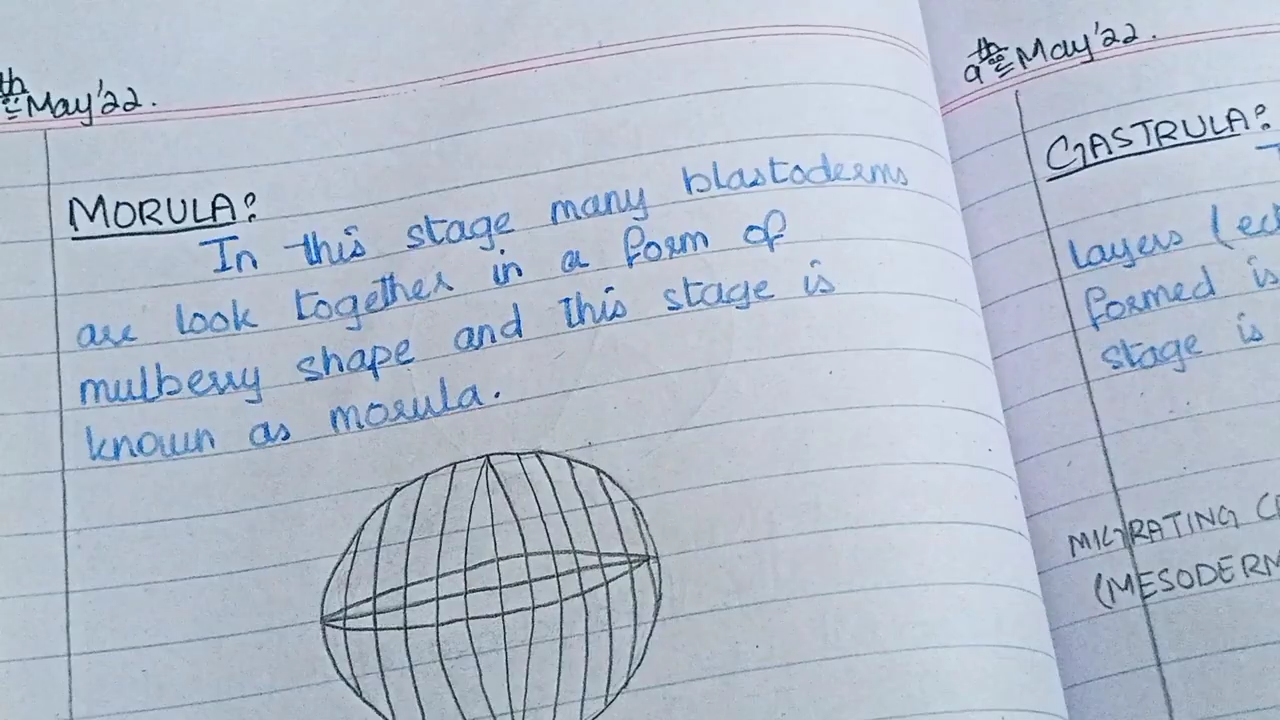 th May'22.
MORULA:
In this stage many blastoderms
are look together in a form of
mulberry shape and this stage is
known as morula.
9th May'22.
GASTRULA:
layers (ec
formed is
stage is
MIGRATING C
(MESODERM